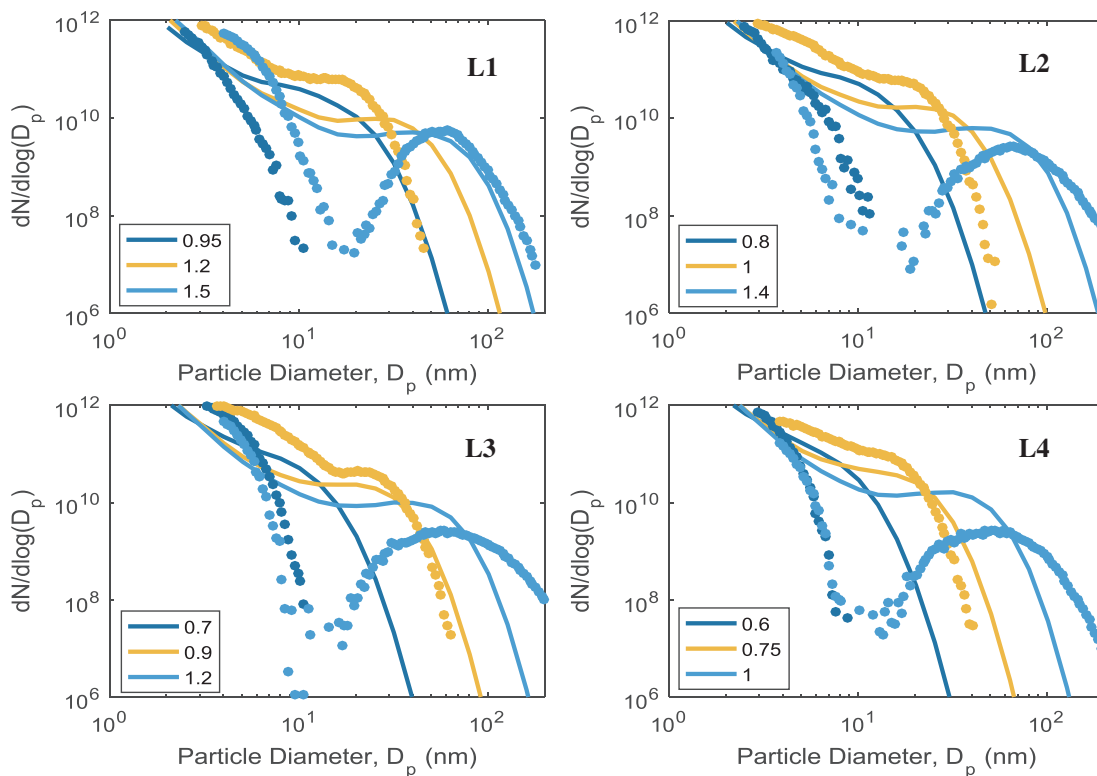 10^12
10^10
10^8
10^6
dN/dlog(D_p)
L1
0.95
1.2
1.5
10^0 10^1 10^2
Particle Diameter, D_p (nm)
10^12
10^10
10^8
10^6
dN/dlog(D_p)
L2
0.8
1
1.4
10^0 10^1 10^2
Particle Diameter, D_p (nm)
10^12
10^10
10^8
10^6
dN/dlog(D_p)
L3
0.7
0.9
1.2
10^0 10^1 10^2
Particle Diameter, D_p (nm)
10^12
10^10
10^8
10^6
dN/dlog(D_p)
L4
0.6
0.75
1
10^0 10^1 10^2
Particle Diameter, D_p (nm)